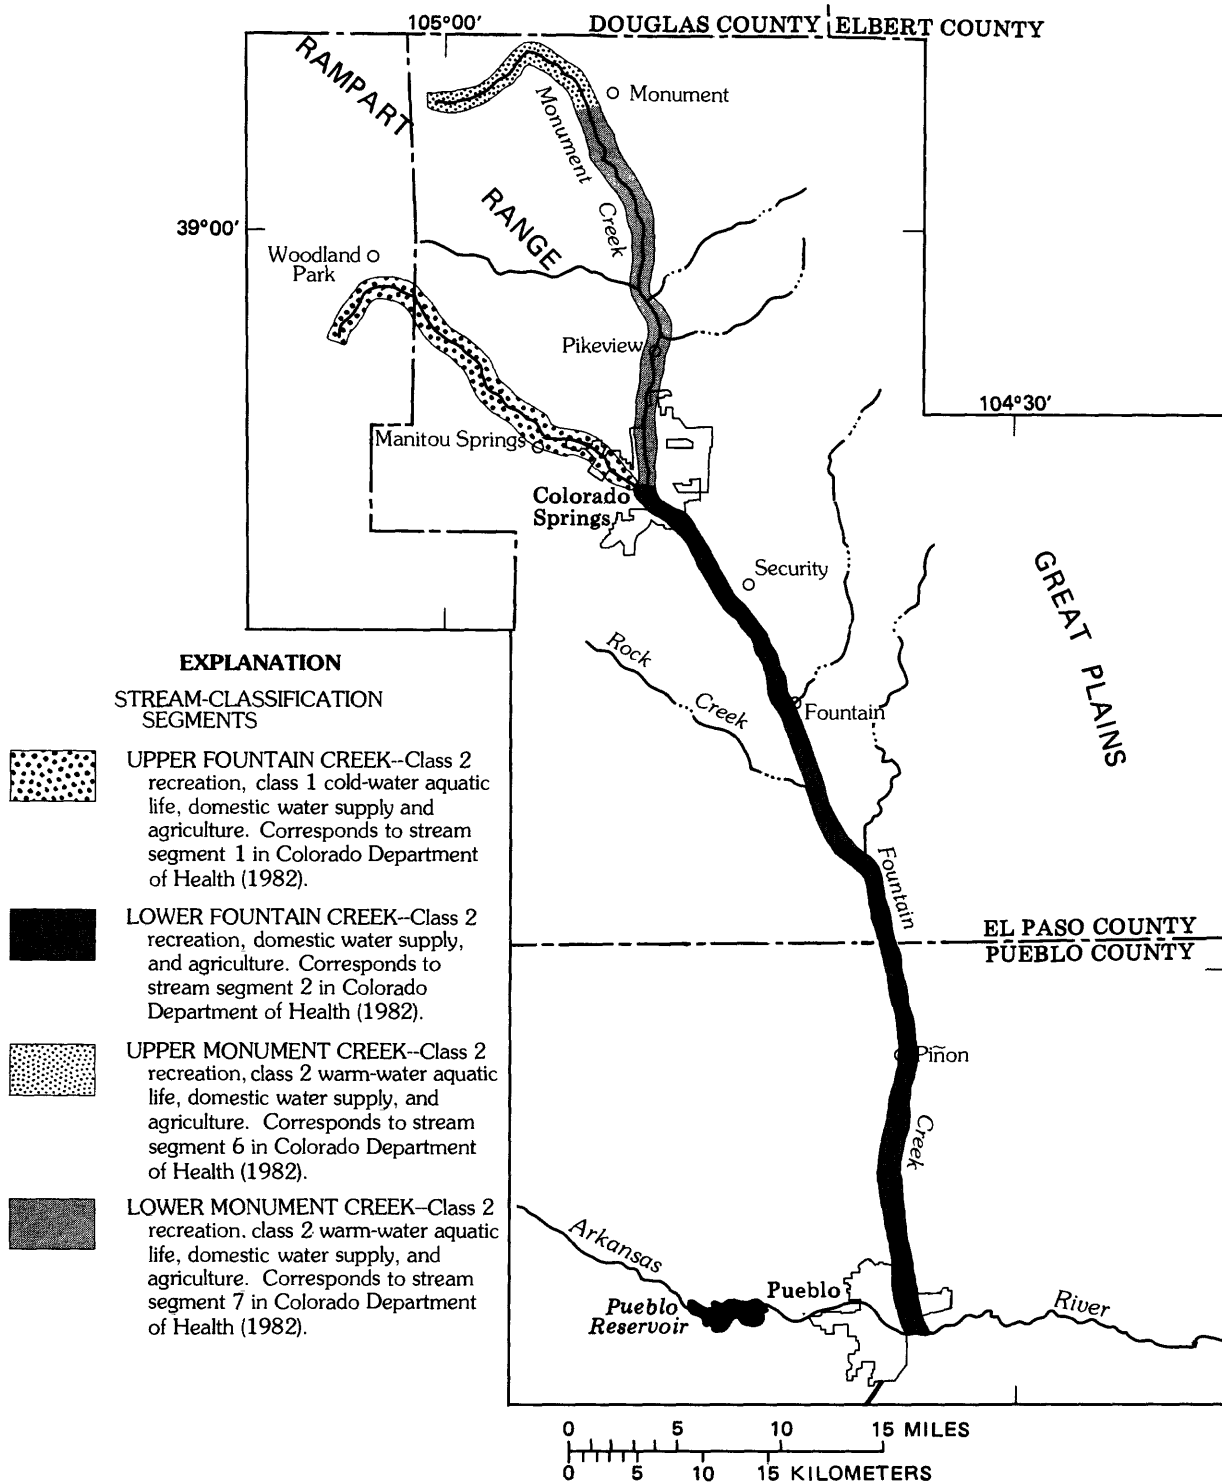 105°00'
DOUGLAS COUNTY
ELBERT COUNTY
RAMPART
Monument
Monument
Creek
RANGE
39°00'
Woodland
Park
Pikeview
104°30'
Manitou Springs
Colorado
Springs
Security
GREAT PLAINS
Rock
Creek
Fountain
Fountain
EL PASO COUNTY
PUEBLO COUNTY
Piñon
Creek
Arkansas
Pueblo
Pueblo
Reservoir
River
EXPLANATION
STREAM-CLASSIFICATION
SEGMENTS
UPPER FOUNTAIN CREEK--Class 2
recreation, class 1 cold-water aquatic
life, domestic water supply and
agriculture. Corresponds to stream
segment 1 in Colorado Department
of Health (1982).
LOWER FOUNTAIN CREEK--Class 2
recreation, domestic water supply,
and agriculture. Corresponds to
stream segment 2 in Colorado
Department of Health (1982).
UPPER MONUMENT CREEK--Class 2
recreation, class 2 warm-water aquatic
life, domestic water supply, and
agriculture. Corresponds to stream
segment 6 in Colorado Department
of Health (1982).
LOWER MONUMENT CREEK--Class 2
recreation. class 2 warm-water aquatic
life, domestic water supply, and
agriculture. Corresponds to stream
segment 7 in Colorado Department
of Health (1982).
0 5 10 15 MILES
0 5 10 15 KILOMETERS